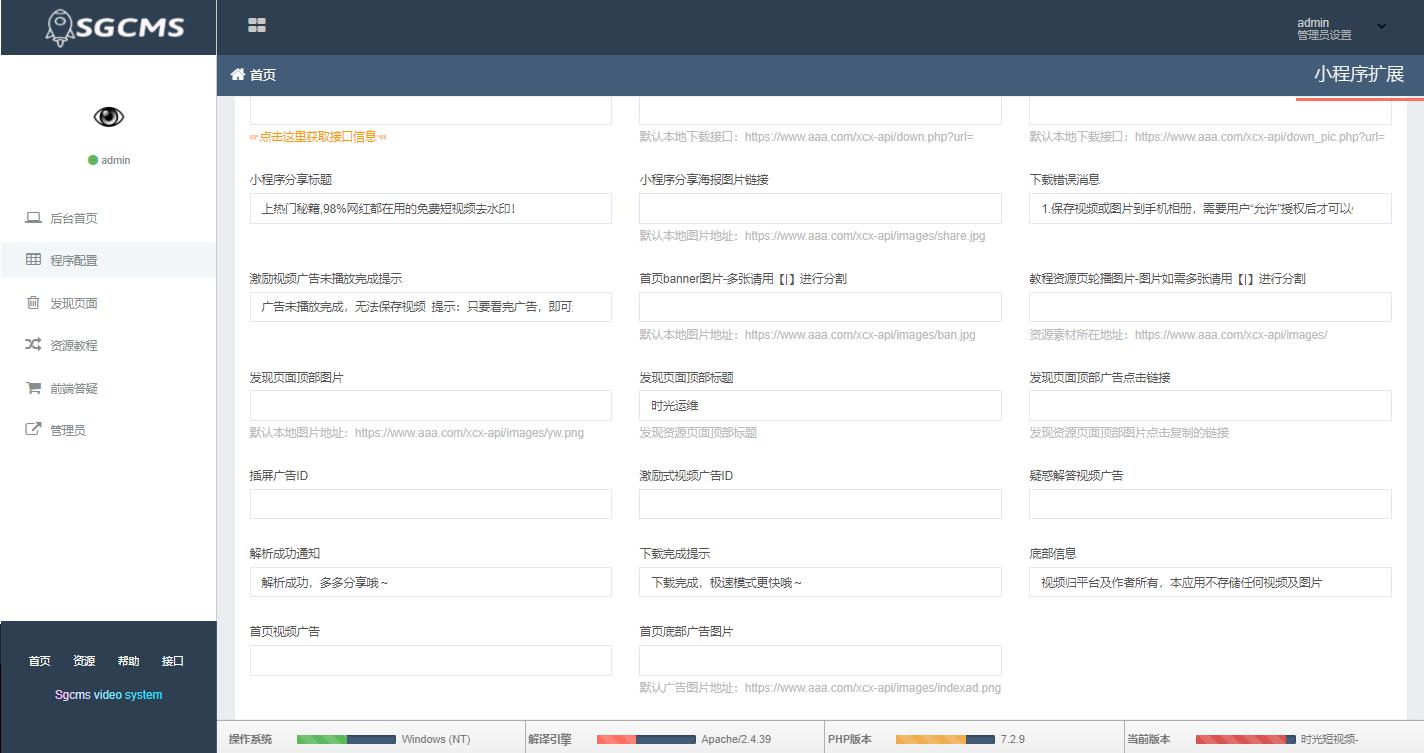 SGCMS
admin
管理员设置
首页
小程序扩展
admin
后台首页
程序配置
发现页面
资源教程
前端答疑
管理员
首页 资源 帮助 接口
Sgcms video system
☞点击这里获取接口信息☜
默认本地下载接口：https://www.aaa.com/xcx-api/down.php?url=
默认本地下载接口：https://www.aaa.com/xcx-api/down_pic.php?url=
小程序分享标题
小程序分享海报图片链接
下载错误消息
上热门秘籍,98%网红都在用的免费短视频去水印！
1.保存视频或图片到手机相册，需要用户“允许”授权后才可以
默认本地图片地址：https://www.aaa.com/xcx-api/images/share.jpg
激励视频广告未播放完成提示
首页banner图片-多张请用【|】进行分割
教程资源页轮播图片-图片如需多张请用【|】进行分割
广告未播放完成，无法保存视频 提示：只要看完广告，即可
默认本地图片地址：https://www.aaa.com/xcx-api/images/ban.jpg
资源素材所在地址：https://www.aaa.com/xcx-api/images/
发现页面顶部图片
发现页面顶部标题
发现页面顶部广告点击链接
时光运维
默认本地图片地址：https://www.aaa.com/xcx-api/images/yw.png
发现资源页面顶部标题
发现资源页面顶部图片点击复制的链接
插屏广告ID
激励式视频广告ID
疑惑解答视频广告
解析成功通知
下载完成提示
底部信息
解析成功，多多分享哦～
下载完成，极速模式更快哦～
视频归平台及作者所有，本应用不存储任何视频及图片
首页视频广告
首页底部广告图片
默认广告图片地址：https://www.aaa.com/xcx-api/images/indexad.png
操作系统 Windows (NT)
解译引擎 Apache/2.4.39
PHP版本 7.2.9
当前版本 时光短视频-